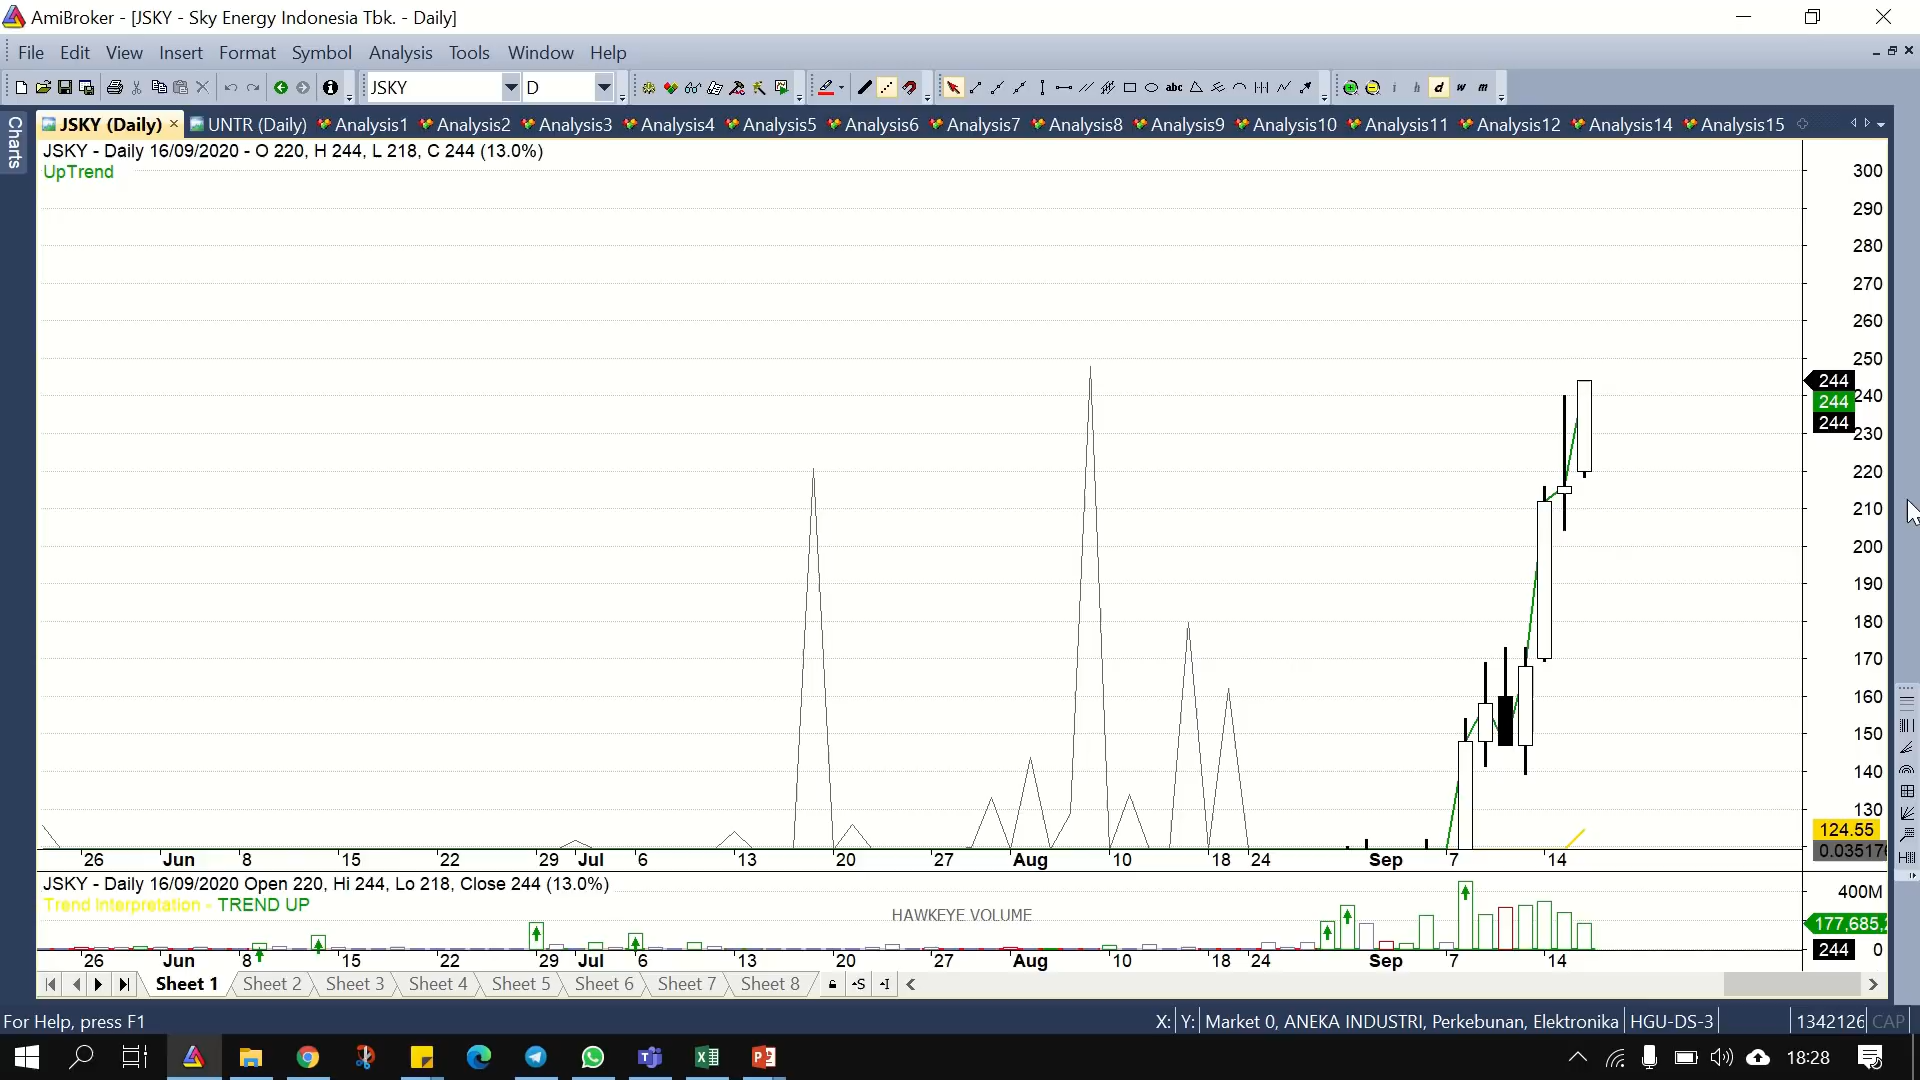 AmiBroker - [JSKY - Sky Energy Indonesia Tbk. - Daily]
File Edit View Insert Format Symbol Analysis Tools Window Help
JSKY D abc i h d w m
Charts
JSKY (Daily) UNTR (Daily) Analysis1 Analysis2 Analysis3 Analysis4 Analysis5 Analysis6 Analysis7 Analysis8 Analysis9 Analysis10 Analysis11 Analysis12 Analysis14 Analysis15
JSKY - Daily 16/09/2020 - O 220, H 244, L 218, C 244 (13.0%)
UpTrend
300
290
280
270
260
250
244
240
244
244
230
220
210
200
190
180
170
160
150
140
130
124.55
26 Jun 8 15 22 29 Jul 6 13 20 27 Aug 10 18 24 Sep 7 14
JSKY - Daily 16/09/2020 Open 220, Hi 244, Lo 218, Close 244 (13.0%)
Trend Interpretation - TREND UP
HAWKEYE VOLUME
400M
244 0
26 Jun 8 15 22 29 Jul 6 13 20 27 Aug 10 18 24 Sep 7 14
Sheet 1 Sheet 2 Sheet 3 Sheet 4 Sheet 5 Sheet 6 Sheet 7 Sheet 8
For Help, press F1 X: Y: Market 0, ANEKA INDUSTRI, Perkebunan, Elektronika HGU-DS-3 1342126 CAP
18:28